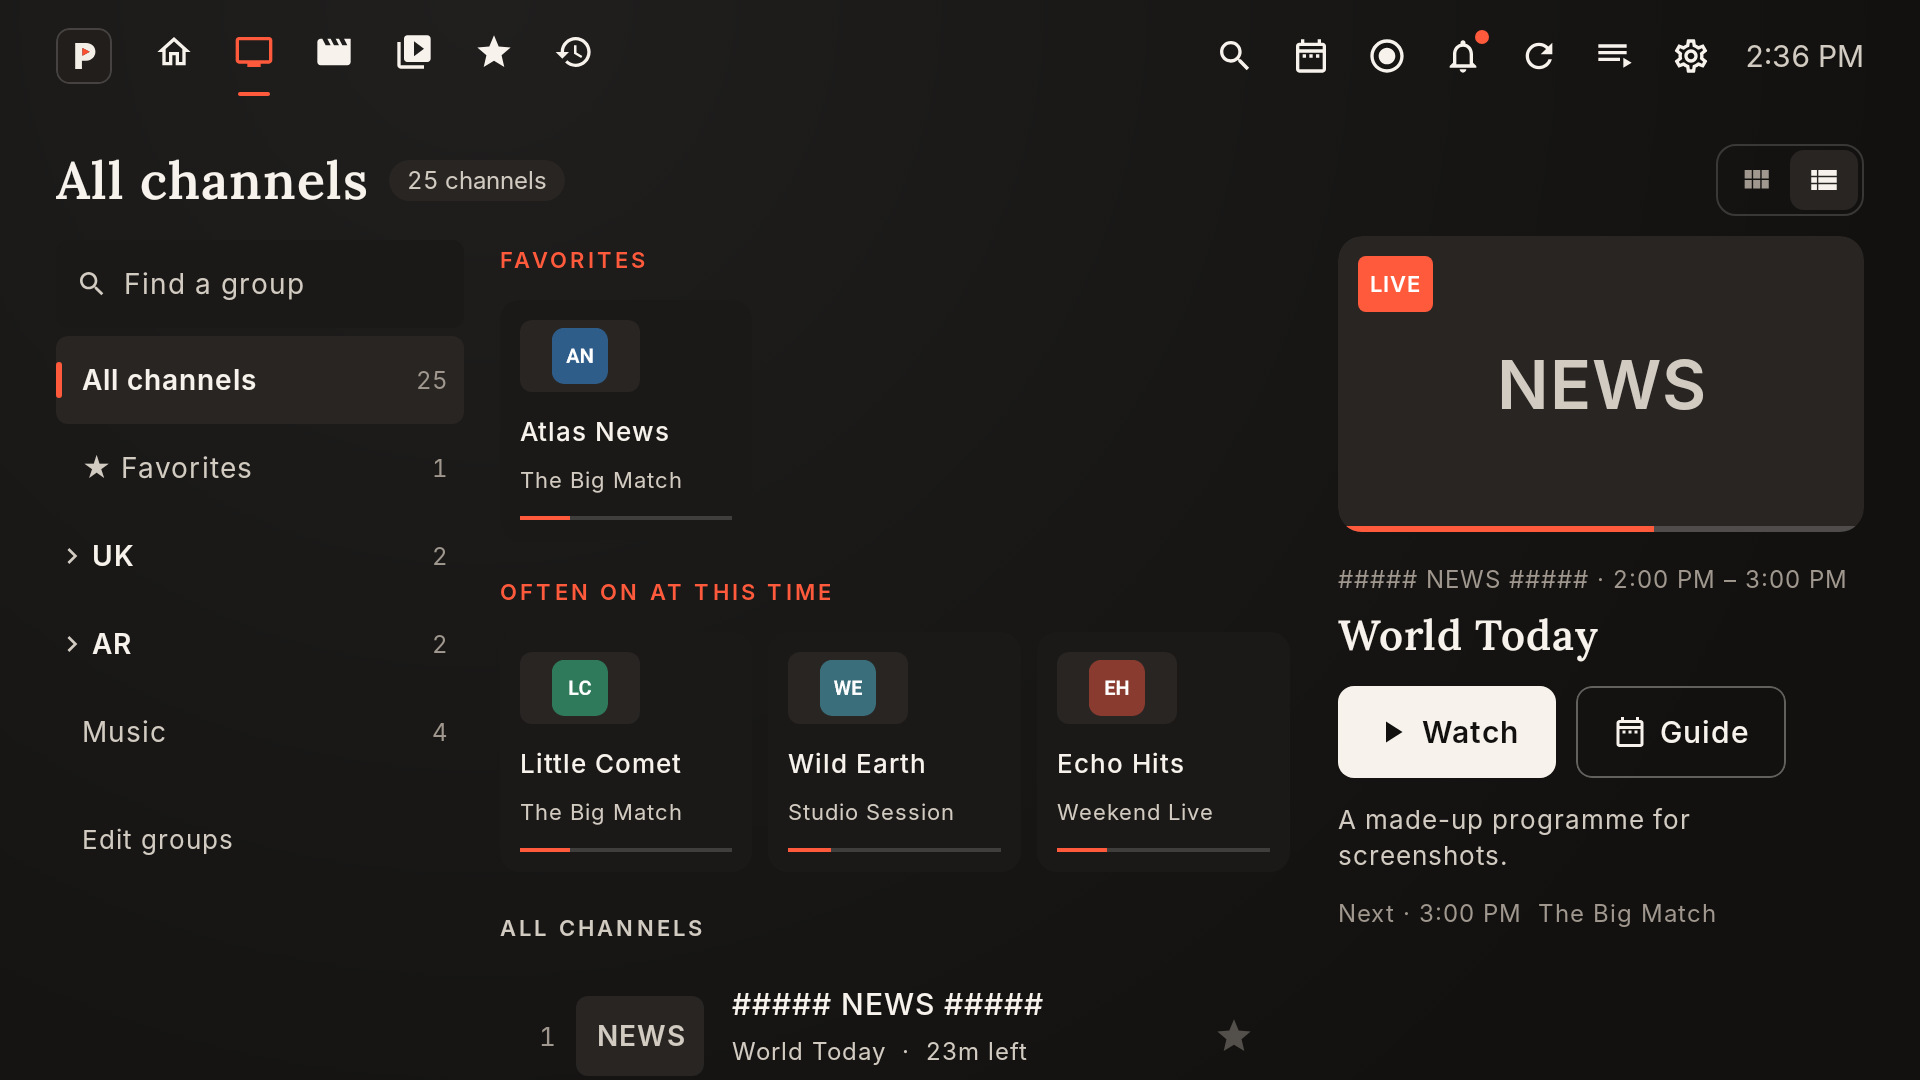 P
2:36 PM
All channels
25 channels
Find a group
All channels 25
★ Favorites 1
UK 2
AR 2
Music 4
Edit groups
FAVORITES
AN
Atlas News
The Big Match
OFTEN ON AT THIS TIME
LC
Little Comet
The Big Match
WE
Wild Earth
Studio Session
EH
Echo Hits
Weekend Live
ALL CHANNELS
1
NEWS
##### NEWS #####
World Today · 23m left
LIVE
NEWS
##### NEWS ##### · 2:00 PM – 3:00 PM
World Today
Watch
Guide
A made-up programme for
screenshots.
Next · 3:00 PM The Big Match